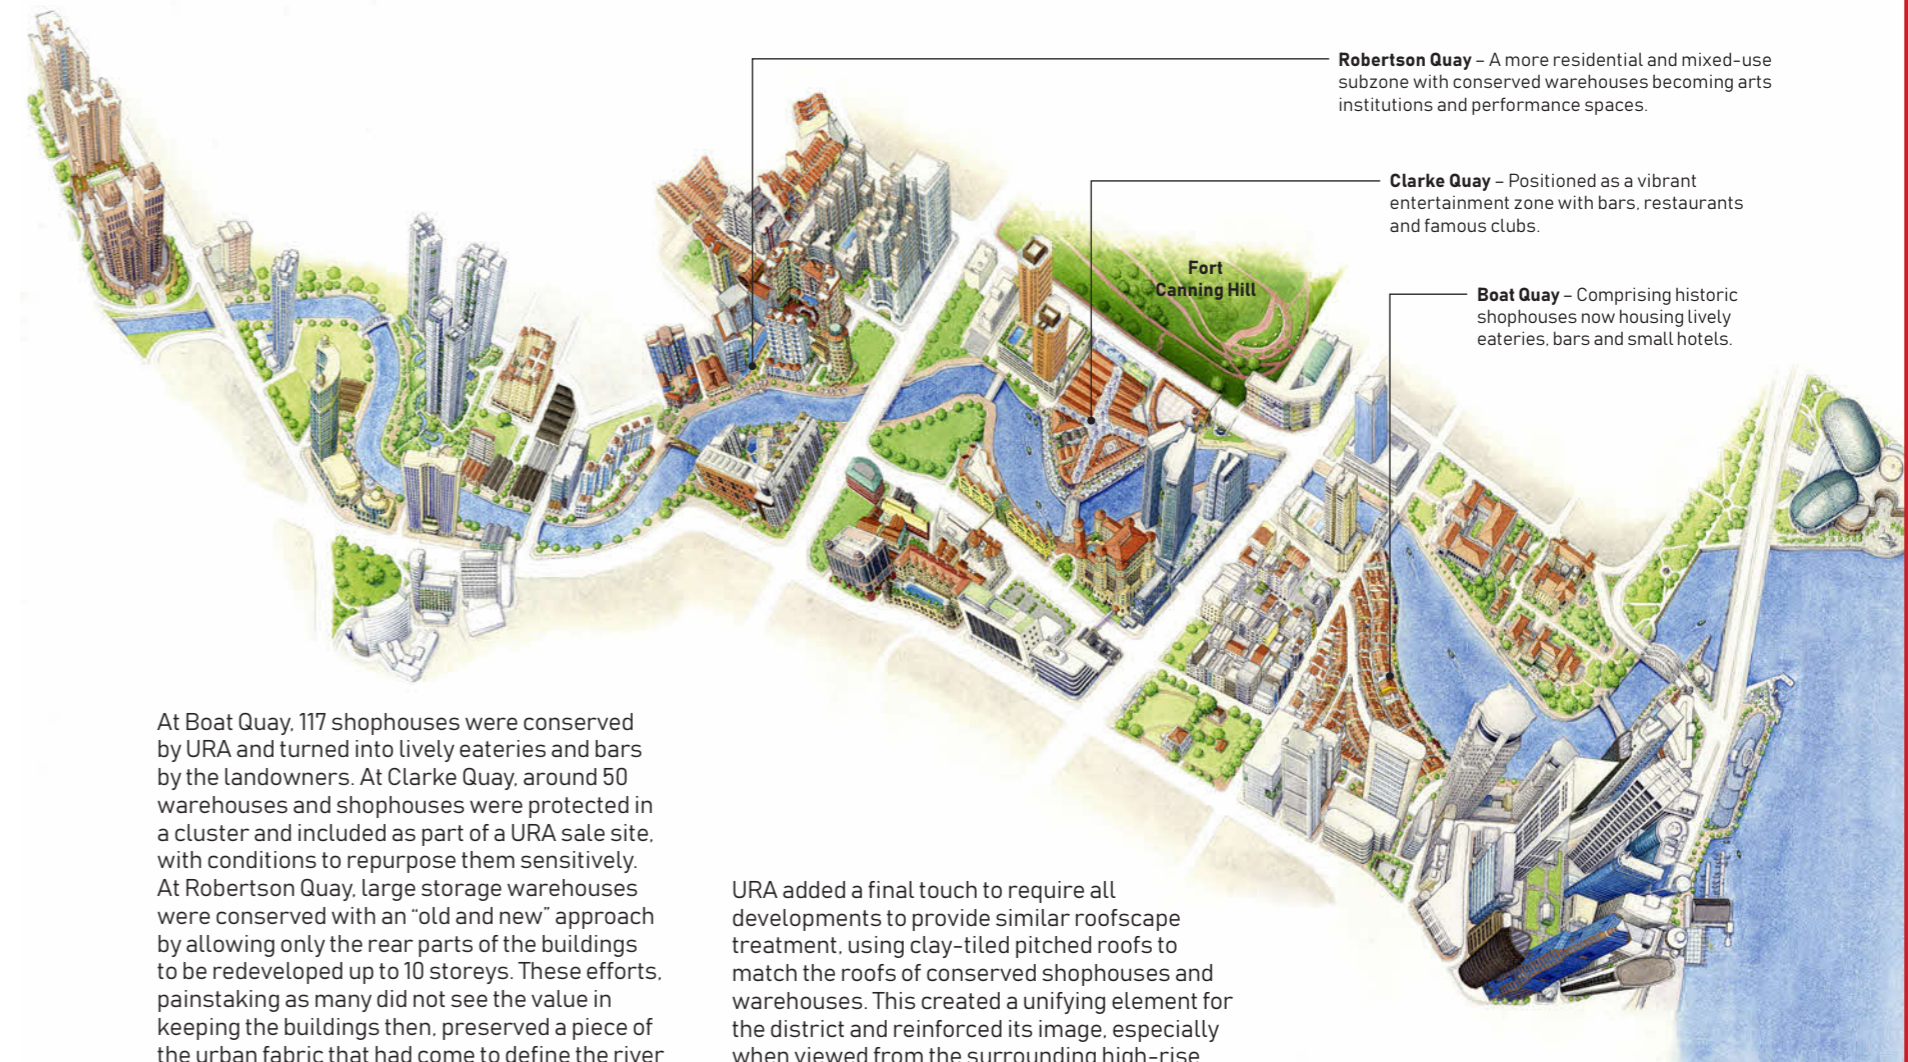 Robertson Quay – A more residential and mixed-use
subzone with conserved warehouses becoming arts
institutions and performance spaces.
Clarke Quay – Positioned as a vibrant
entertainment zone with bars, restaurants
and famous clubs.
Fort
Canning Hill
Boat Quay – Comprising historic
shophouses now housing lively
eateries, bars and small hotels.
At Boat Quay, 117 shophouses were conserved
by URA and turned into lively eateries and bars
by the landowners. At Clarke Quay, around 50
warehouses and shophouses were protected in
a cluster and included as part of a URA sale site,
with conditions to repurpose them sensitively.
At Robertson Quay, large storage warehouses
were conserved with an “old and new” approach
by allowing only the rear parts of the buildings
to be redeveloped up to 10 storeys. These efforts,
painstaking as many did not see the value in
keeping the buildings then, preserved a piece of
the urban fabric that had come to define the river
URA added a final touch to require all
developments to provide similar roofscape
treatment, using clay-tiled pitched roofs to
match the roofs of conserved shophouses and
warehouses. This created a unifying element for
the district and reinforced its image, especially
when viewed from the surrounding high-rise